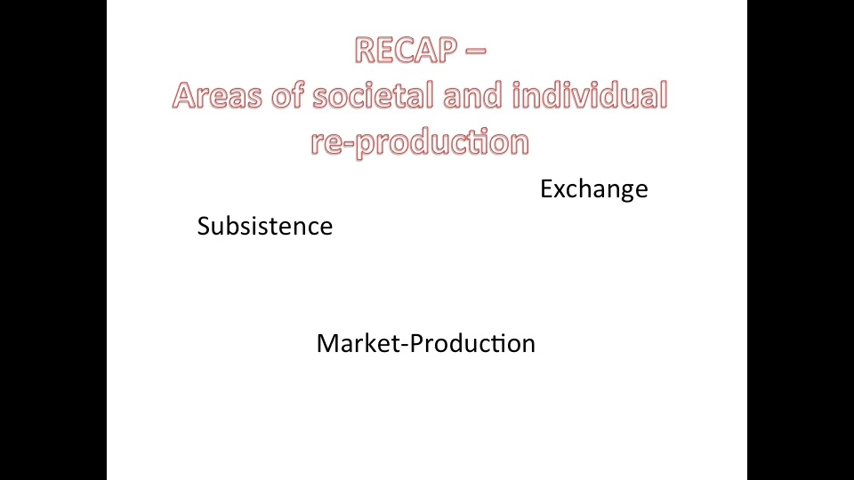 RECAP –
Areas of societal and individual
re-production
Exchange
Subsistence
Market-Production